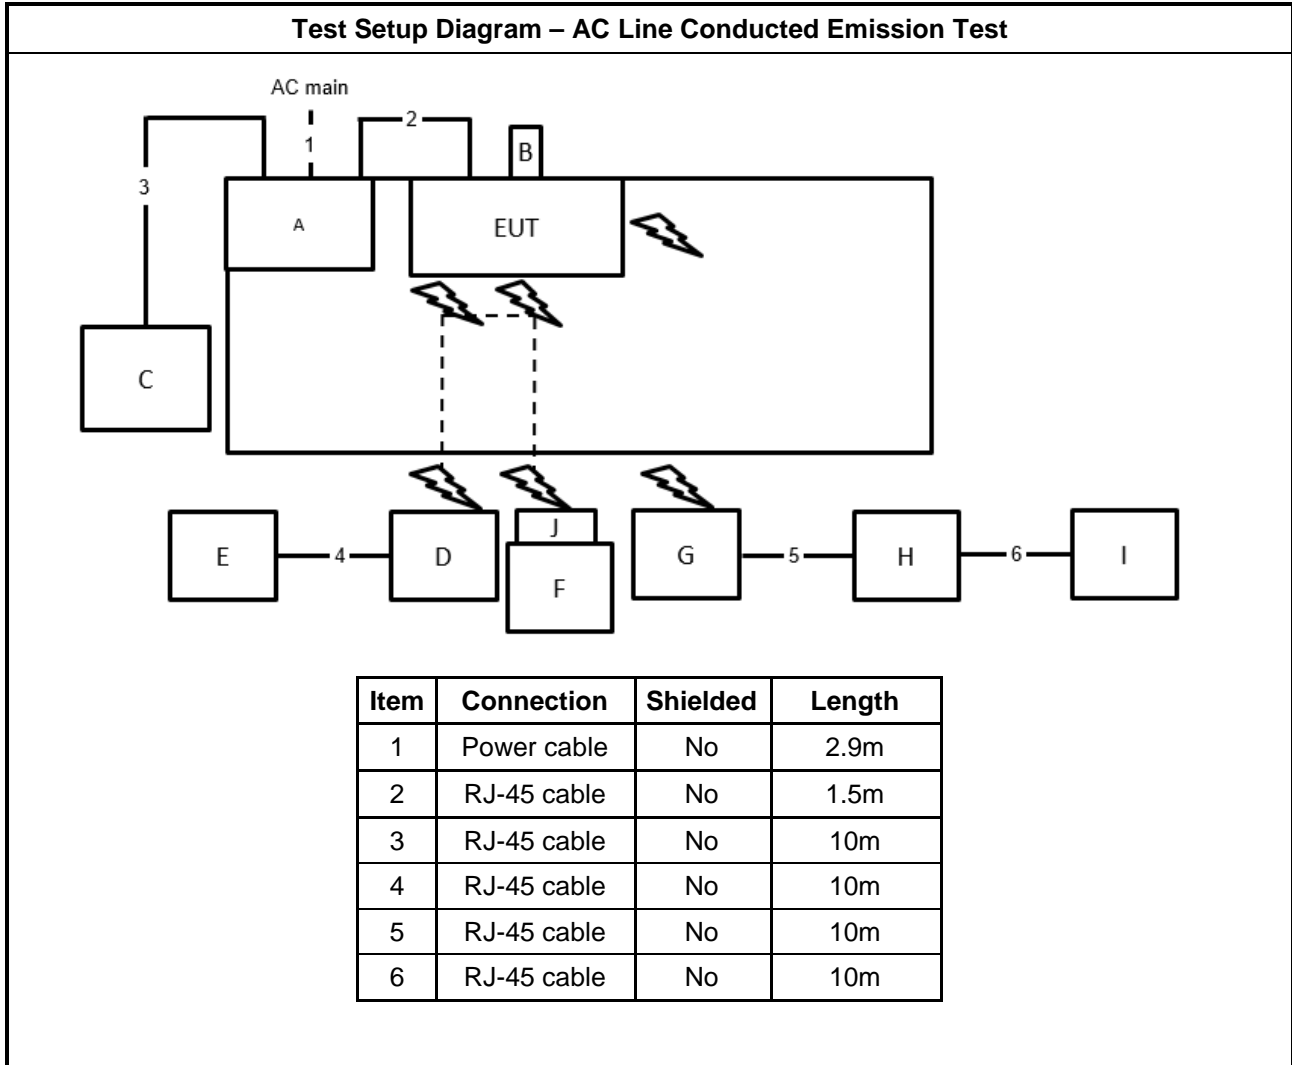 Test Setup Diagram – AC Line Conducted Emission Test
AC main
2
1
B
3
A
EUT
C
J
E
4
D
F
G
5
H
6
I
Item Connection Shielded Length
1 Power cable No 2.9m
2 RJ-45 cable No 1.5m
3 RJ-45 cable No 10m
4 RJ-45 cable No 10m
5 RJ-45 cable No 10m
6 RJ-45 cable No 10m